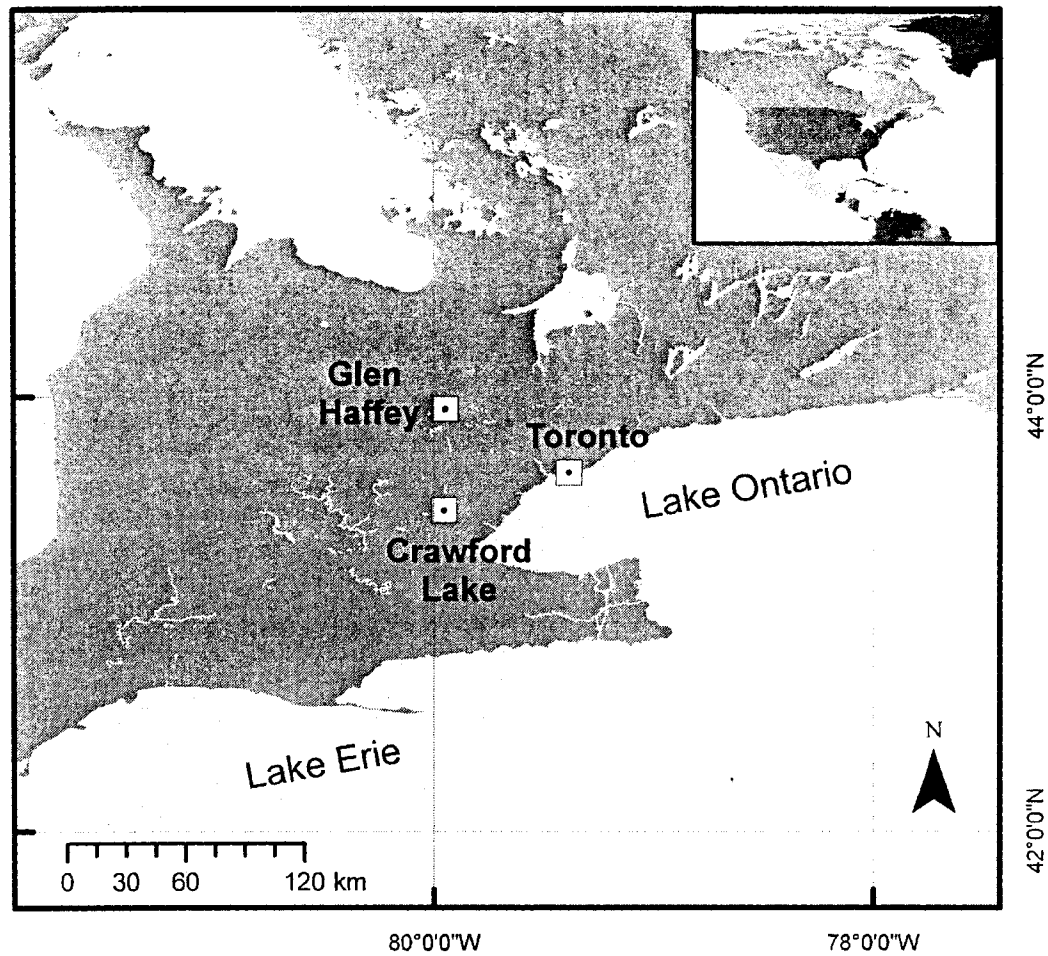 Glen
Haffey
Toronto
Lake Ontario
Crawford
Lake
Lake Erie
N
0 30 60 120 km
44°0'0"N
42°0'0"N
80°0'0"W 78°0'0"W